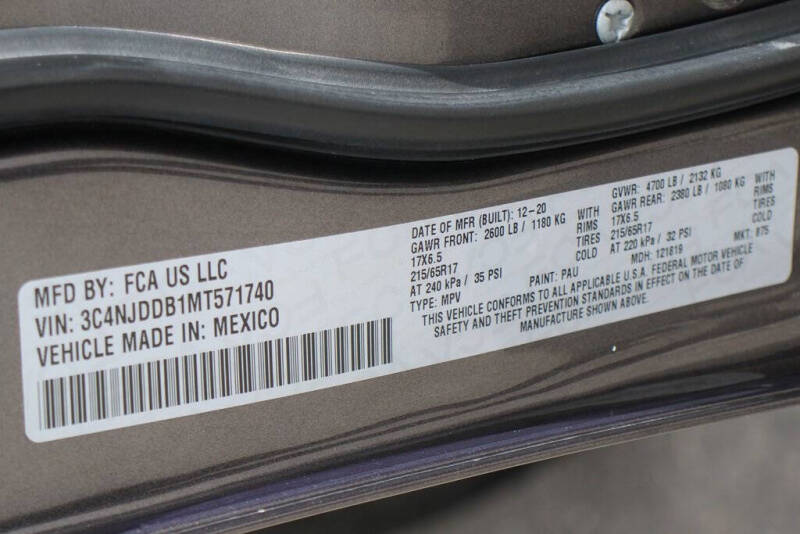 MFD BY: FCA US LLC
VIN: 3C4NJDDB1MT571740
VEHICLE MADE IN: MEXICO
DATE OF MFR (BUILT): 12-20
GAWR FRONT: 2600 LB / 1180 KG WITH
17X6.5 RIMS
215/65R17 TIRES
AT 240 kPa / 35 PSI COLD
TYPE: MPV PAINT: PAU
GVWR: 4700 LB / 2132 KG
GAWR REAR: 2380 LB / 1080 KG WITH
17X6.5 RIMS
215/65R17 TIRES
AT 220 kPa / 32 PSI COLD
MDH: 121819 MKT: 875
THIS VEHICLE CONFORMS TO ALL APPLICABLE U.S.A. FEDERAL MOTOR VEHICLE
SAFETY AND THEFT PREVENTION STANDARDS IN EFFECT ON THE DATE OF
MANUFACTURE SHOWN ABOVE.